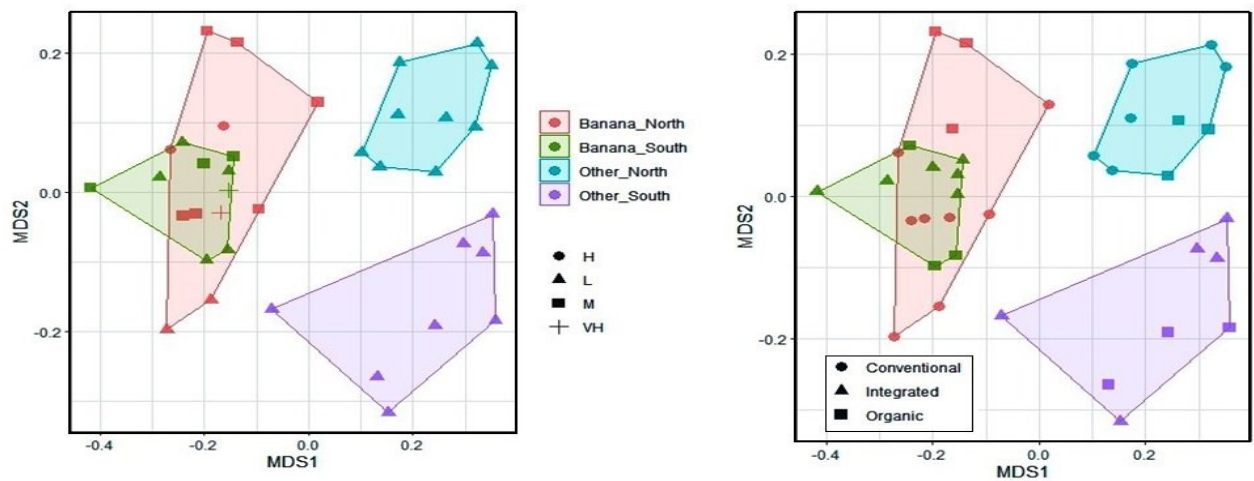 0.2
0.0
-0.2
MDS2
-0.4
-0.2
0.0
0.2
MDS1
Banana_North
Banana_South
Other_North
Other_South
H
L
M
VH
0.2
0.0
-0.2
MDS2
Conventional
Integrated
Organic
-0.4
-0.2
0.0
0.2
MDS1